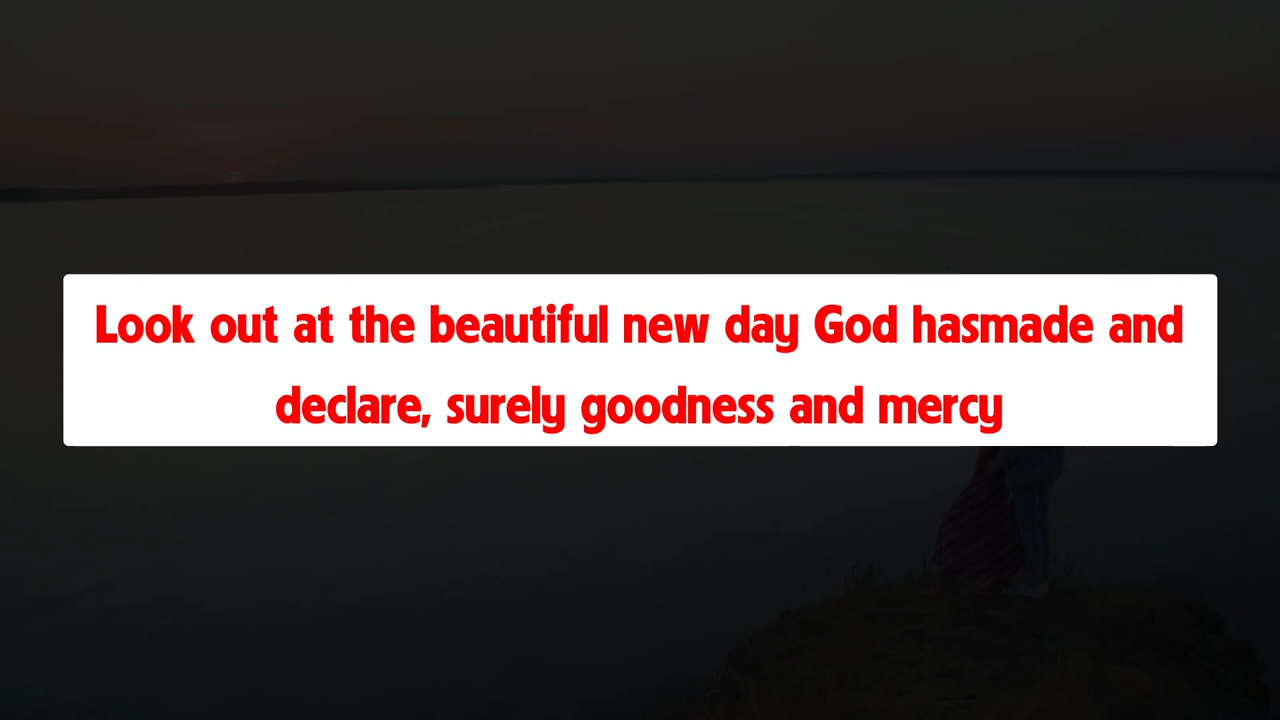 Look out at the beautiful new day God hasmade and
declare, surely goodness and mercy